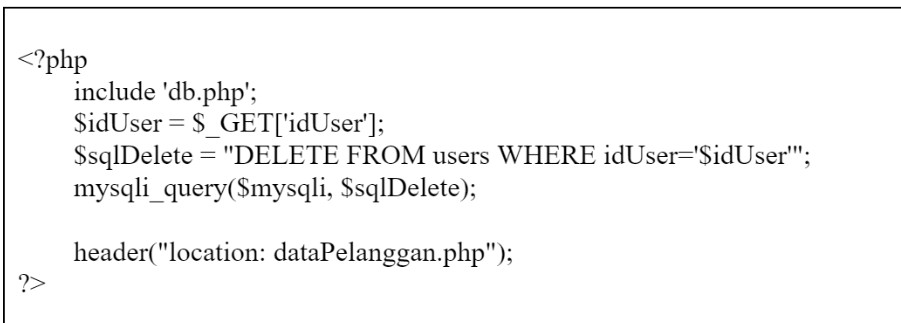 <?php
include 'db.php';
$idUser = $_GET['idUser'];
$sqlDelete = "DELETE FROM users WHERE idUser='$idUser'";
mysqli_query($mysqli, $sqlDelete);
header("location: dataPelanggan.php");
?>